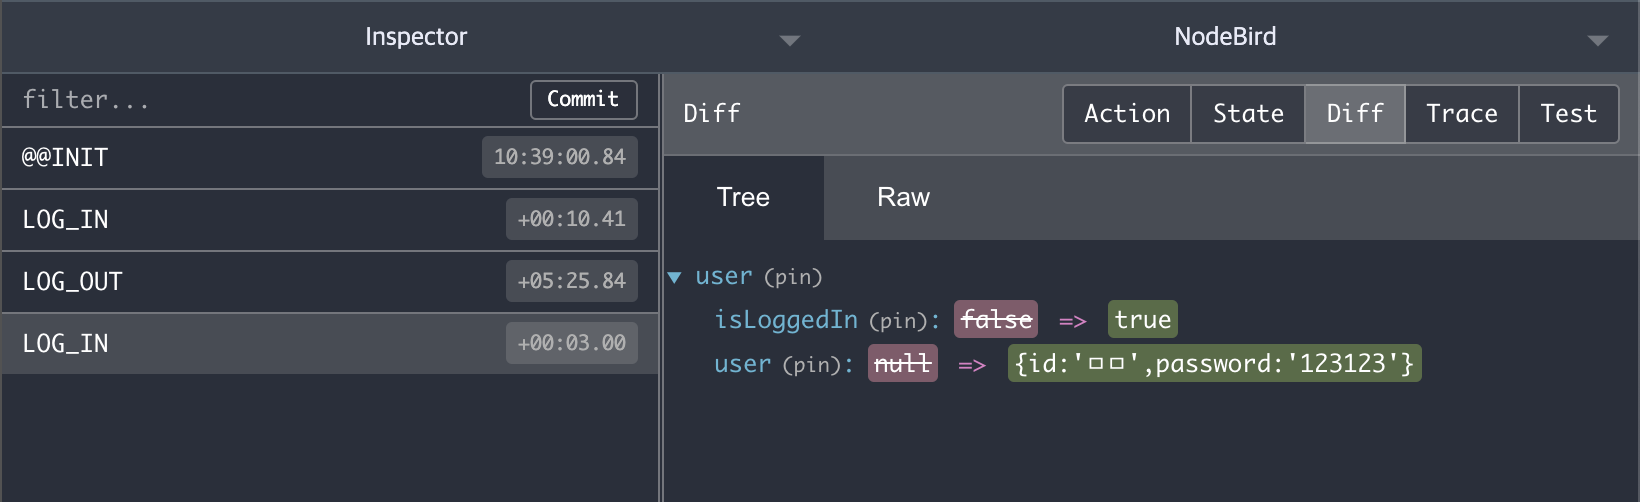 Inspector
NodeBird
filter...
Commit
@@INIT
10:39:00.84
LOG_IN
+00:10.41
LOG_OUT
+05:25.84
LOG_IN
+00:03.00
Diff
Action
State
Diff
Trace
Test
Tree
Raw
user (pin)
isLoggedIn (pin): false => true
user (pin): null => {id:'ㅁㅁ',password:'123123'}